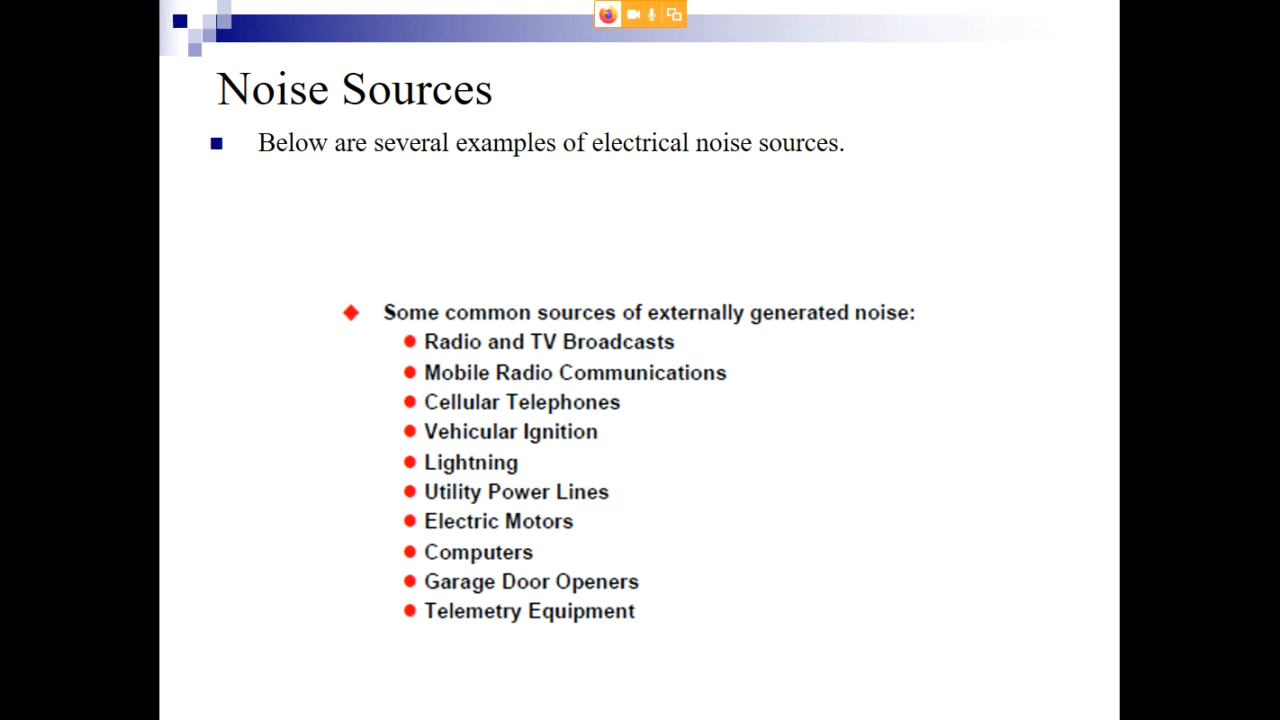 Noise Sources
Below are several examples of electrical noise sources.
Some common sources of externally generated noise:
Radio and TV Broadcasts
Mobile Radio Communications
Cellular Telephones
Vehicular Ignition
Lightning
Utility Power Lines
Electric Motors
Computers
Garage Door Openers
Telemetry Equipment